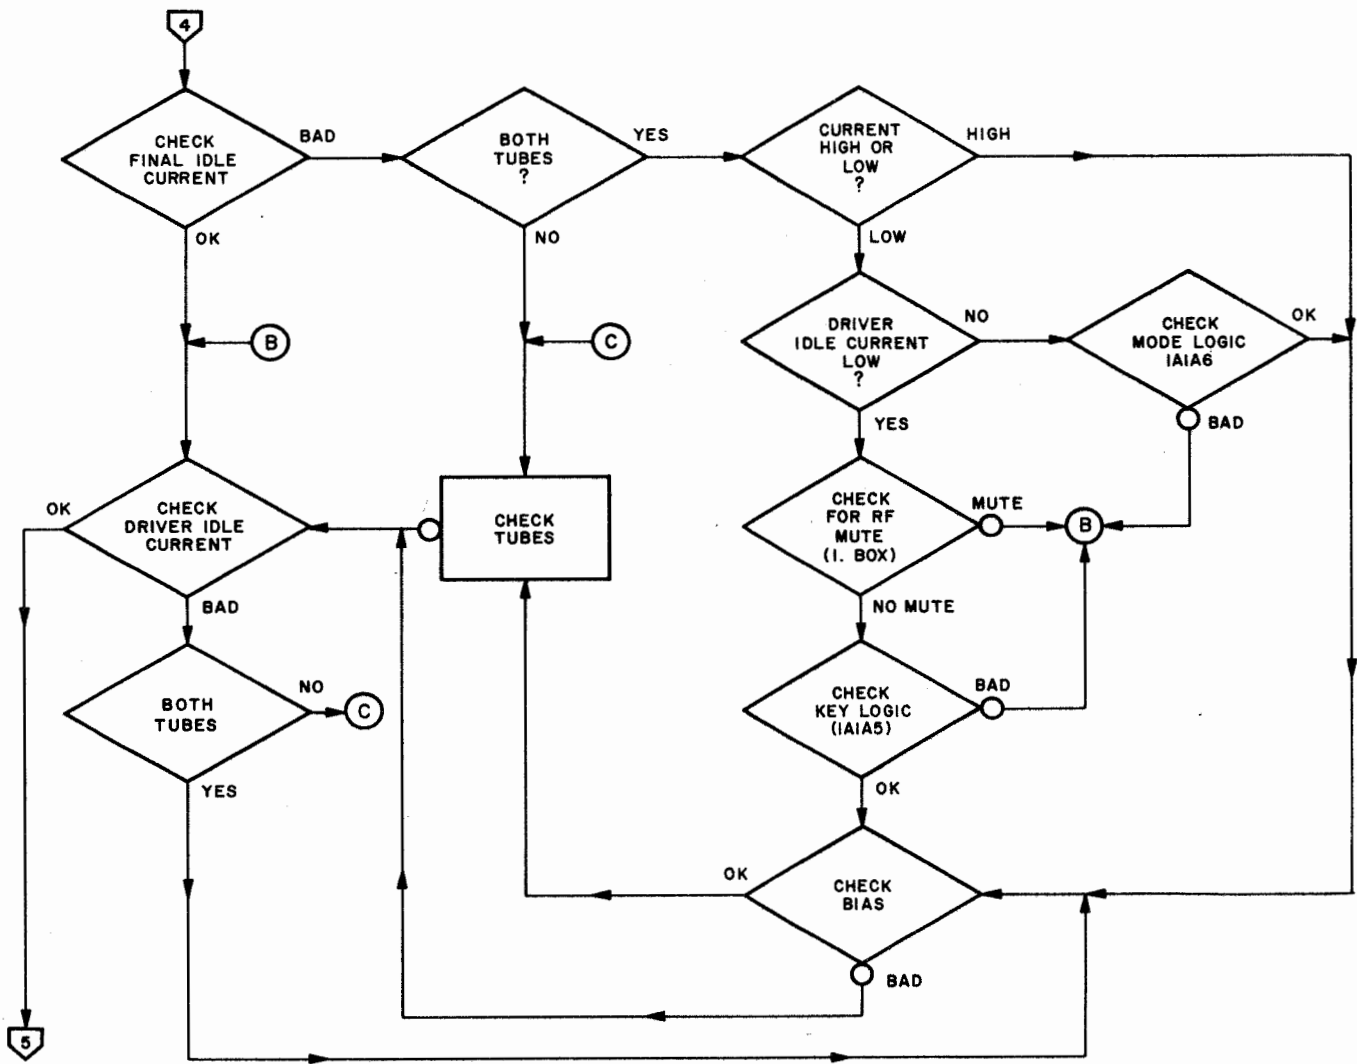 4
CHECK
FINAL IDLE
CURRENT
BAD
OK
BOTH
TUBES
?
YES
NO
CURRENT
HIGH OR
LOW
?
HIGH
LOW
B
C
DRIVER
IDLE CURRENT
LOW
?
NO
YES
CHECK
MODE LOGIC
1A1A6
OK
BAD
CHECK
DRIVER IDLE
CURRENT
OK
BAD
CHECK
TUBES
CHECK
FOR RF
MUTE
(1. BOX)
MUTE
NO MUTE
B
BOTH
TUBES
NO
C
YES
CHECK
KEY LOGIC
(1A1A5)
BAD
OK
CHECK
BIAS
OK
BAD
5